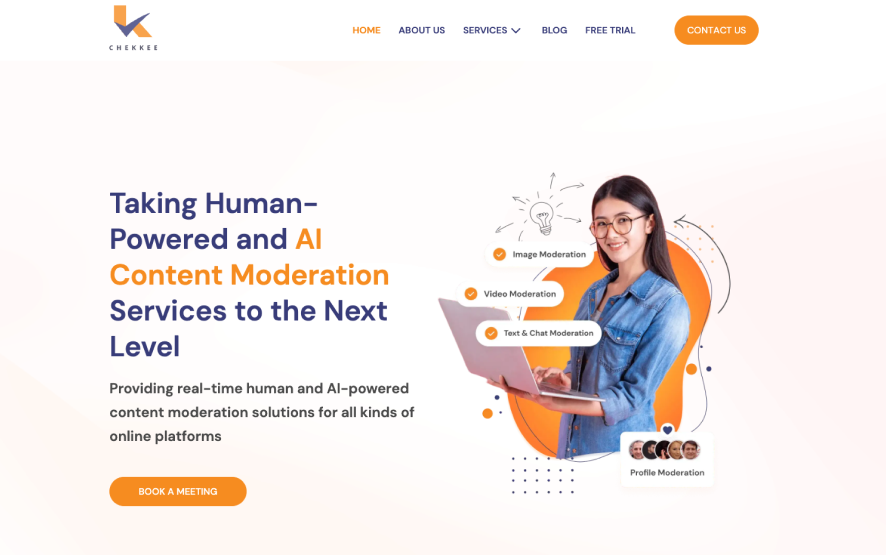 CHEKKEE
HOME
ABOUT US
SERVICES
BLOG
FREE TRIAL
CONTACT US
Taking Human-
Powered and AI
Content Moderation
Services to the Next
Level
Providing real-time human and AI-powered
content moderation solutions for all kinds of
online platforms
BOOK A MEETING
Image Moderation
Video Moderation
Text & Chat Moderation
Profile Moderation